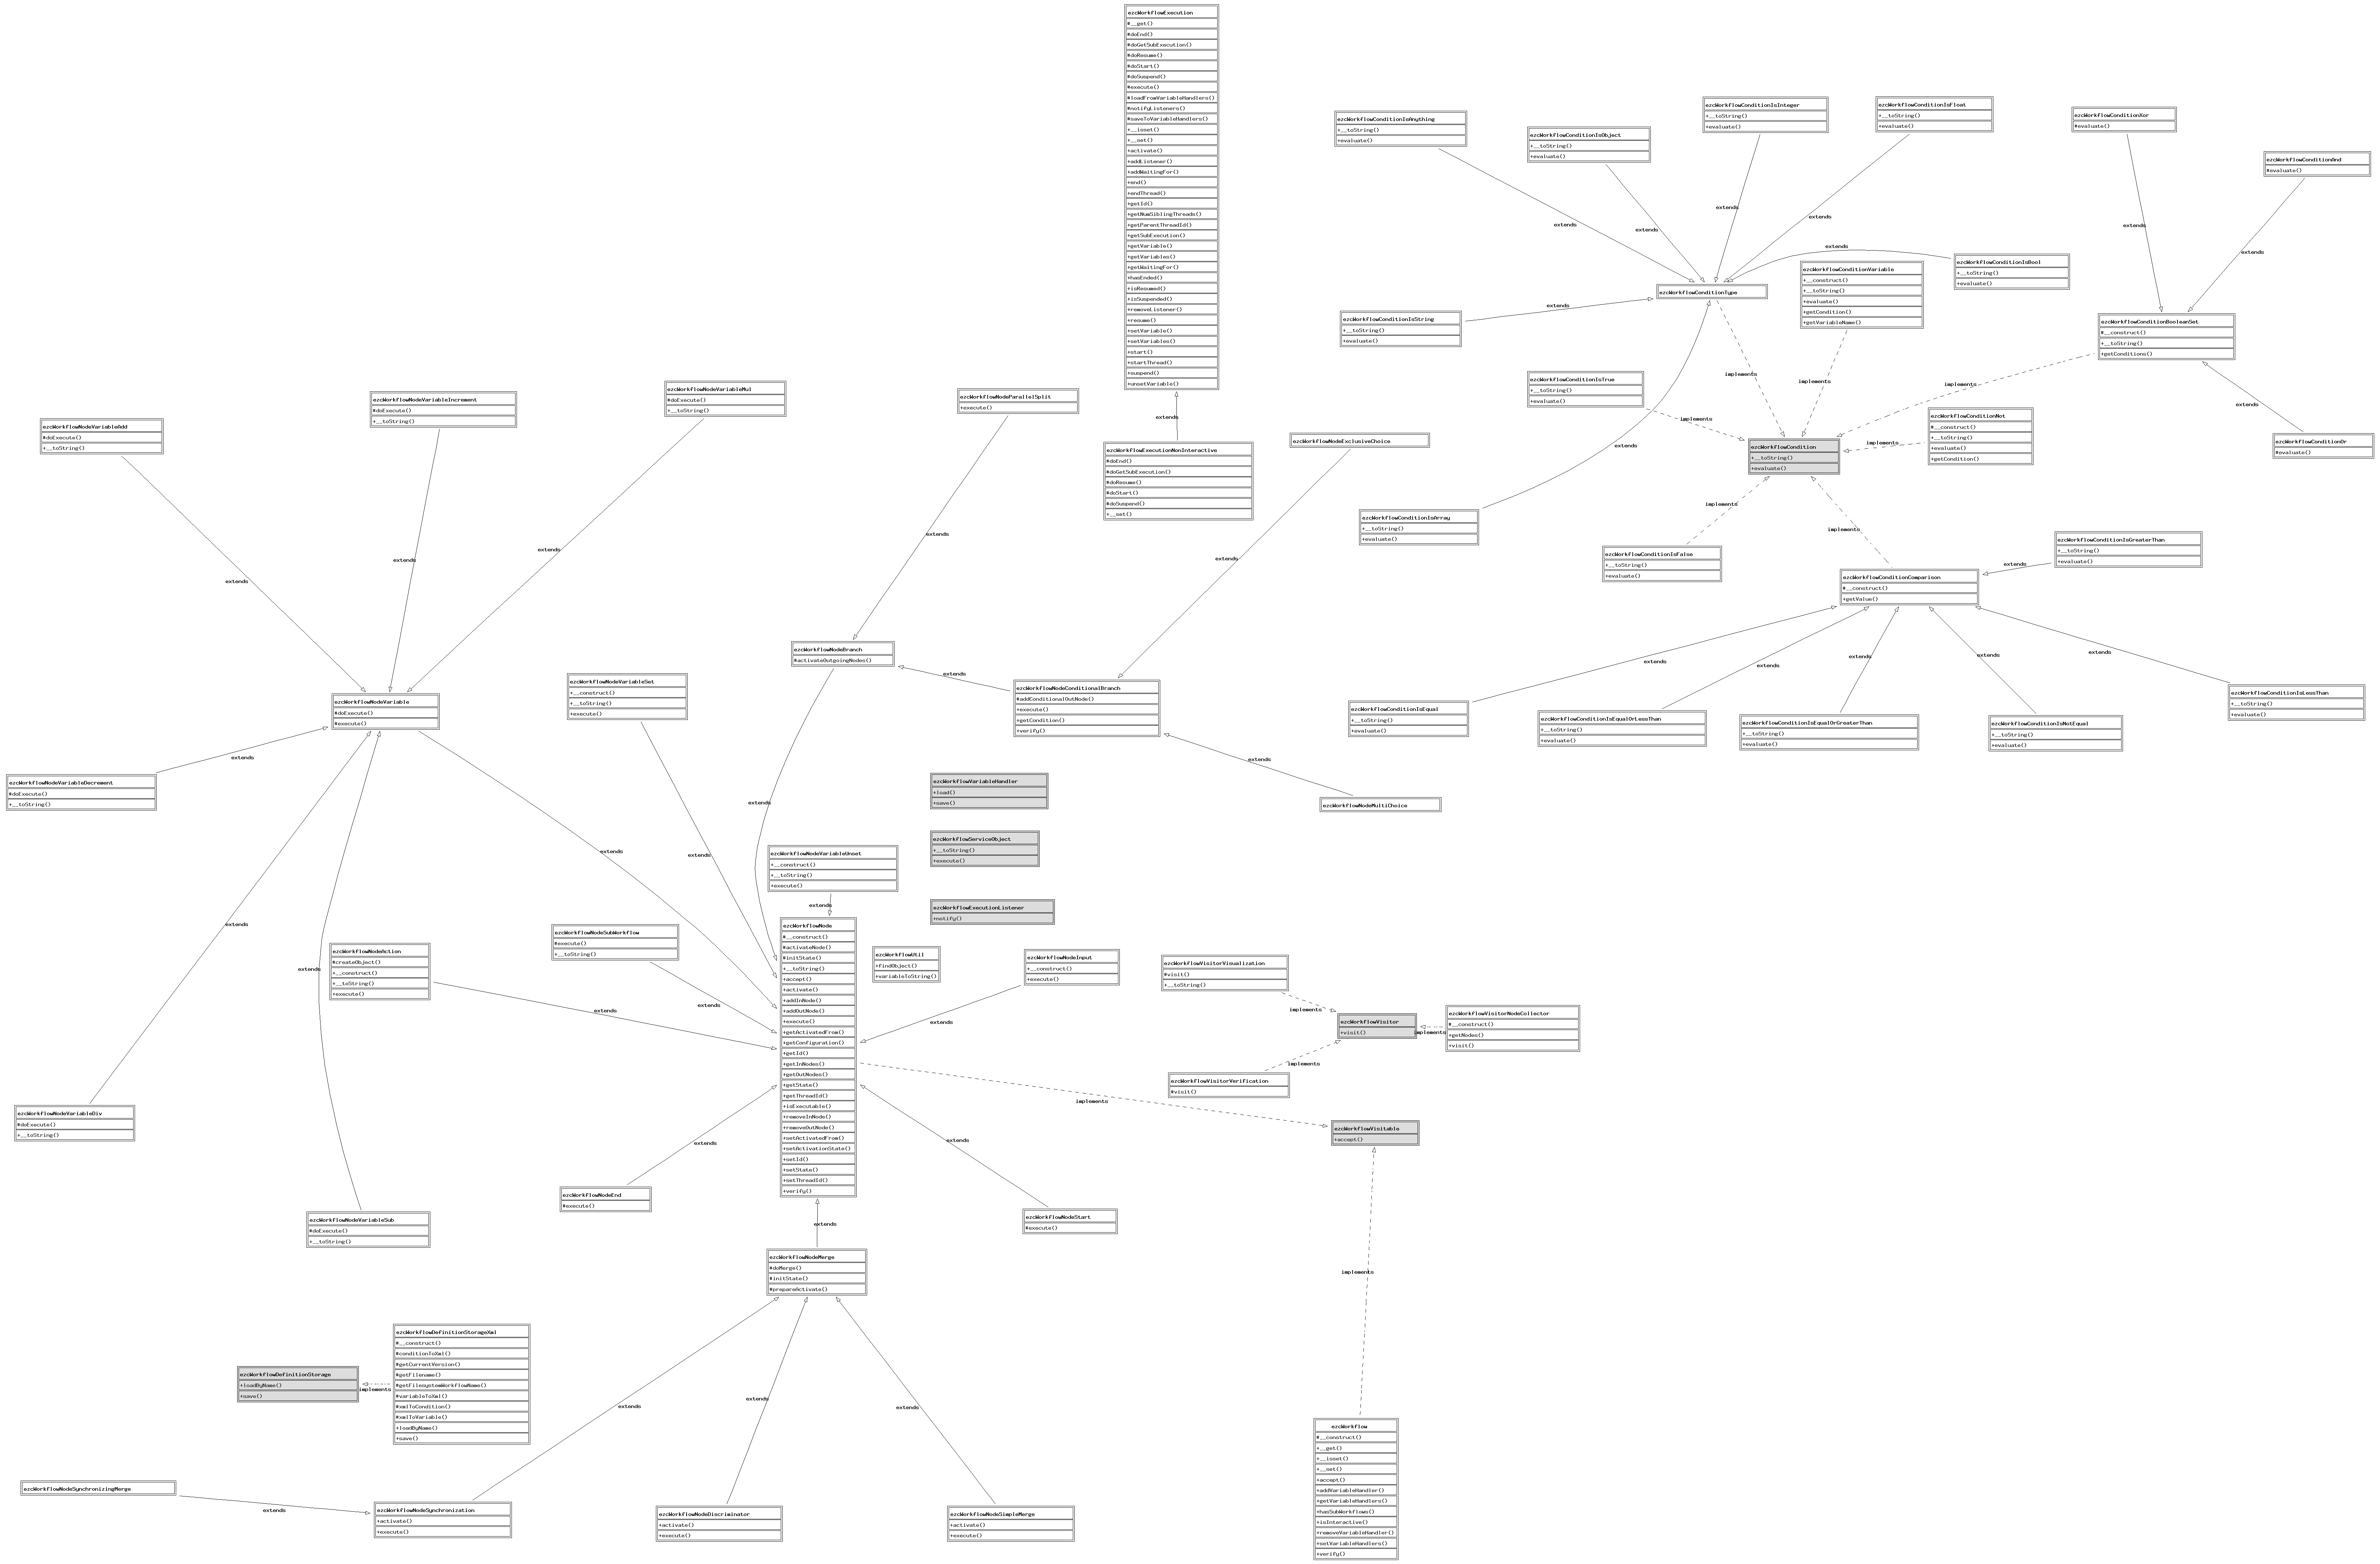 ezcWorkflowExecution
#__get()
#doEnd()
#doGetSubExecution()
#doResume()
#doStart()
#doSuspend()
#execute()
#loadFromVariableHandlers()
#notifyListeners()
#saveToVariableHandlers()
+__isset()
+__set()
+activate()
+addListener()
+addWaitingFor()
+end()
+endThread()
+getId()
+getNumSiblingThreads()
+getParentThreadId()
+getSubExecution()
+getVariable()
+getVariables()
+getWaitingFor()
+hasEnded()
+isResumed()
+isSuspended()
+removeListener()
+resume()
+setVariable()
+setVariables()
+start()
+startThread()
+suspend()
+unsetVariable()
extends
ezcWorkflowExecutionNonInteractive
#doEnd()
#doGetSubExecution()
#doResume()
#doStart()
#doSuspend()
+__set()
ezcWorkflowConditionIsAnything
+__toString()
+evaluate()
extends
ezcWorkflowConditionIsObject
+__toString()
+evaluate()
extends
ezcWorkflowConditionIsInteger
+__toString()
+evaluate()
extends
ezcWorkflowConditionIsFloat
+__toString()
+evaluate()
extends
ezcWorkflowConditionIsBool
+__toString()
+evaluate()
extends
ezcWorkflowConditionXor
#evaluate()
extends
ezcWorkflowConditionAnd
#evaluate()
extends
ezcWorkflowConditionType
implements
ezcWorkflowConditionVariable
+__construct()
+__toString()
+evaluate()
+getCondition()
+getVariableName()
implements
ezcWorkflowConditionIsString
+__toString()
+evaluate()
extends
ezcWorkflowConditionBooleanSet
#__construct()
+__toString()
+getConditions()
implements
ezcWorkflowConditionIsTrue
+__toString()
+evaluate()
implements
ezcWorkflowConditionNot
#__construct()
+__toString()
+evaluate()
+getCondition()
implements
ezcWorkflowConditionOr
#evaluate()
extends
ezcWorkflowCondition
+__toString()
+evaluate()
ezcWorkflowConditionIsArray
+__toString()
+evaluate()
extends
ezcWorkflowConditionIsFalse
+__toString()
+evaluate()
implements
ezcWorkflowConditionComparison
#__construct()
+getValue()
implements
ezcWorkflowConditionIsGreaterThan
+__toString()
+evaluate()
extends
ezcWorkflowConditionIsEqual
+__toString()
+evaluate()
extends
ezcWorkflowConditionIsEqualOrLessThan
+__toString()
+evaluate()
extends
ezcWorkflowConditionIsEqualOrGreaterThan
+__toString()
+evaluate()
extends
ezcWorkflowConditionIsNotEqual
+__toString()
+evaluate()
extends
ezcWorkflowConditionIsLessThan
+__toString()
+evaluate()
extends
ezcWorkflowNodeVariableAdd
#doExecute()
+__toString()
extends
ezcWorkflowNodeVariableIncrement
#doExecute()
+__toString()
extends
ezcWorkflowNodeVariableMul
#doExecute()
+__toString()
extends
ezcWorkflowNodeParallelSplit
+execute()
extends
ezcWorkflowNodeExclusiveChoice
extends
ezcWorkflowNodeBranch
#activateOutgoingNodes()
extends
ezcWorkflowNodeConditionalBranch
#addConditionalOutNode()
+execute()
+getCondition()
+verify()
extends
ezcWorkflowNodeMultiChoice
extends
ezcWorkflowNodeVariable
#doExecute()
#execute()
extends
ezcWorkflowNodeVariableSet
+__construct()
+__toString()
+execute()
extends
ezcWorkflowNodeVariableDecrement
#doExecute()
+__toString()
extends
ezcWorkflowVariableHandler
+load()
+save()
ezcWorkflowServiceObject
+__toString()
+execute()
ezcWorkflowExecutionListener
+notify()
ezcWorkflowNodeVariableUnset
+__construct()
+__toString()
+execute()
extends
ezcWorkflowNode
#__construct()
#activateNode()
#initState()
+__toString()
+accept()
+activate()
+addInNode()
+addOutNode()
+execute()
+getActivatedFrom()
+getConfiguration()
+getId()
+getInNodes()
+getOutNodes()
+getState()
+getThreadId()
+isExecutable()
+removeInNode()
+removeOutNode()
+setActivatedFrom()
+setActivationState()
+setId()
+setState()
+setThreadId()
+verify()
implements
ezcWorkflowNodeAction
#createObject()
+__construct()
+__toString()
+execute()
extends
ezcWorkflowNodeSubWorkflow
#execute()
+__toString()
extends
ezcWorkflowUtil
+findObject()
+variableToString()
ezcWorkflowNodeInput
+__construct()
+execute()
extends
ezcWorkflowVisitorVisualization
#visit()
+__toString()
implements
ezcWorkflowVisitor
+visit()
ezcWorkflowVisitorNodeCollector
#__construct()
+getNodes()
+visit()
implements
ezcWorkflowVisitorVerification
#visit()
implements
ezcWorkflowVisitable
+accept()
ezcWorkflowNodeVariableDiv
#doExecute()
+__toString()
extends
ezcWorkflowNodeVariableSub
#doExecute()
+__toString()
extends
ezcWorkflowNodeEnd
#execute()
extends
ezcWorkflowNodeStart
#execute()
extends
ezcWorkflowNodeMerge
#doMerge()
#initState()
#prepareActivate()
extends
ezcWorkflowDefinitionStorage
+loadByName()
+save()
implements
ezcWorkflowDefinitionStorageXml
#__construct()
#conditionToXml()
#getCurrentVersion()
#getFilename()
#getFilesystemWorkflowName()
#variableToXml()
#xmlToCondition()
#xmlToVariable()
+loadByName()
+save()
ezcWorkflowNodeSynchronizingMerge
extends
ezcWorkflowNodeSynchronization
+activate()
+execute()
extends
ezcWorkflowNodeDiscriminator
+activate()
+execute()
extends
ezcWorkflowNodeSimpleMerge
+activate()
+execute()
extends
implements
ezcWorkflow
#__construct()
+__get()
+__isset()
+__set()
+accept()
+addVariableHandler()
+getVariableHandlers()
+hasSubWorkflows()
+isInteractive()
+removeVariableHandler()
+setVariableHandlers()
+verify()